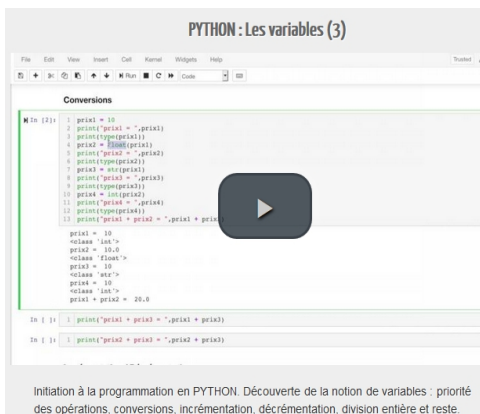 PYTHON : Les variables (3)
File Edit View Insert Cell Kernel Widgets Help Trusted
Run C Code
Conversions
In [2]: 1 prix1 = 10
2 print("prix1 = ",prix1)
3 print(type(prix1))
4 prix2 = float(prix1)
5 print("prix2 = ",prix2)
6 print(type(prix2))
7 prix3 = str(prix1)
8 print("prix3 = ",prix3)
9 print(type(prix3))
10 prix4 = int(prix2)
11 print("prix4 = ",prix4)
12 print(type(prix4))
13 print("prix1 + prix2 = ",prix1 +
prix1 = 10
<class 'int'>
prix2 = 10.0
<class 'float'>
prix3 = 10
<class 'str'>
prix4 = 10
<class 'int'>
prix1 + prix2 = 20.0
In [ ]: 1 print("prix1 + prix3 = ",prix1 + prix3)
In [ ]: 1 print("prix2 + prix3 = ",prix2 + prix3)
Initiation à la programmation en PYTHON. Découverte de la notion de variables : priorité
des opérations, conversions, incrémentation, décrémentation, division entière et reste.